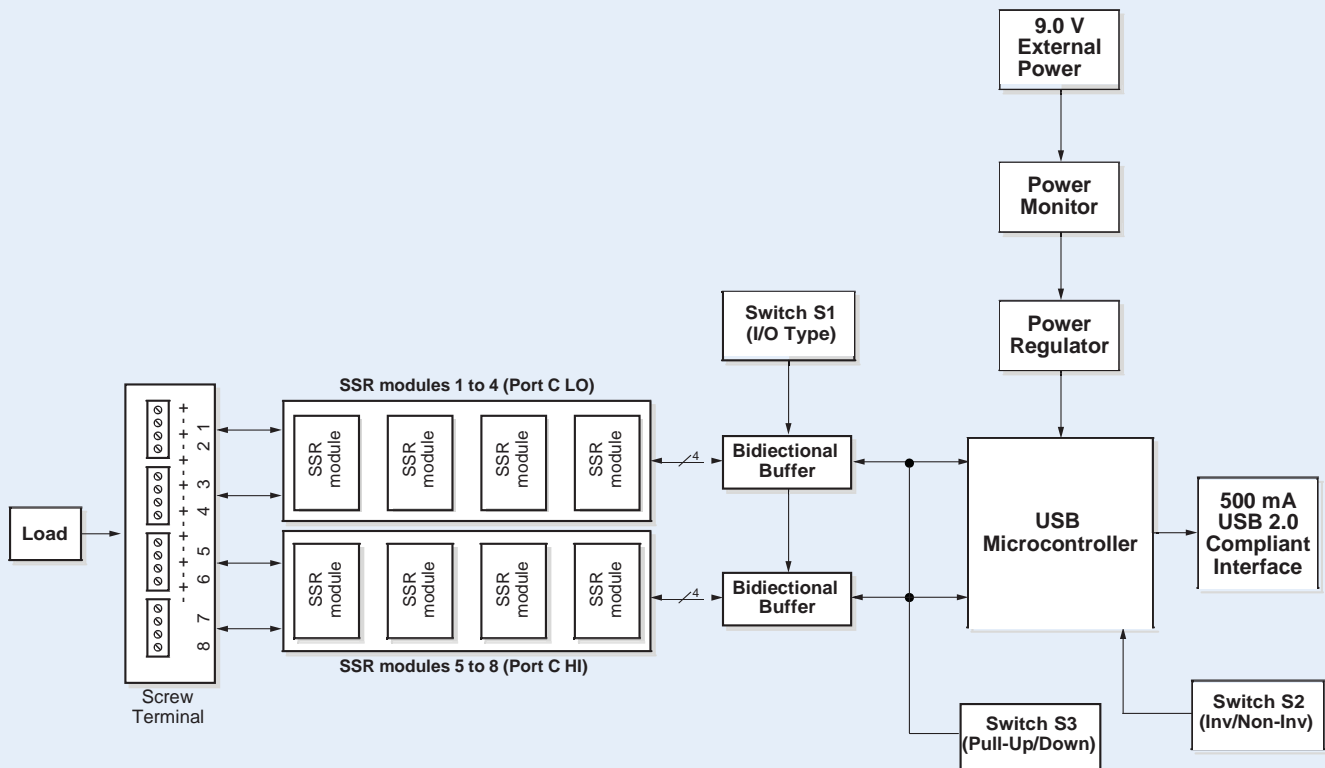 9.0 V
External
Power
Power
Monitor
Power
Regulator
Switch S1
(I/O Type)
SSR modules 1 to 4 (Port C LO)
SSR
module
SSR
module
SSR
module
SSR
module
4
Bidiectional
Buffer
USB
Microcontroller
500 mA
USB 2.0
Compliant
Interface
Load
+ - + - + - + - + - + - + - + -
1
2
3
4
5
6
7
8
Screw
Terminal
SSR
module
SSR
module
SSR
module
SSR
module
4
Bidiectional
Buffer
SSR modules 5 to 8 (Port C HI)
Switch S3
(Pull-Up/Down)
Switch S2
(Inv/Non-Inv)